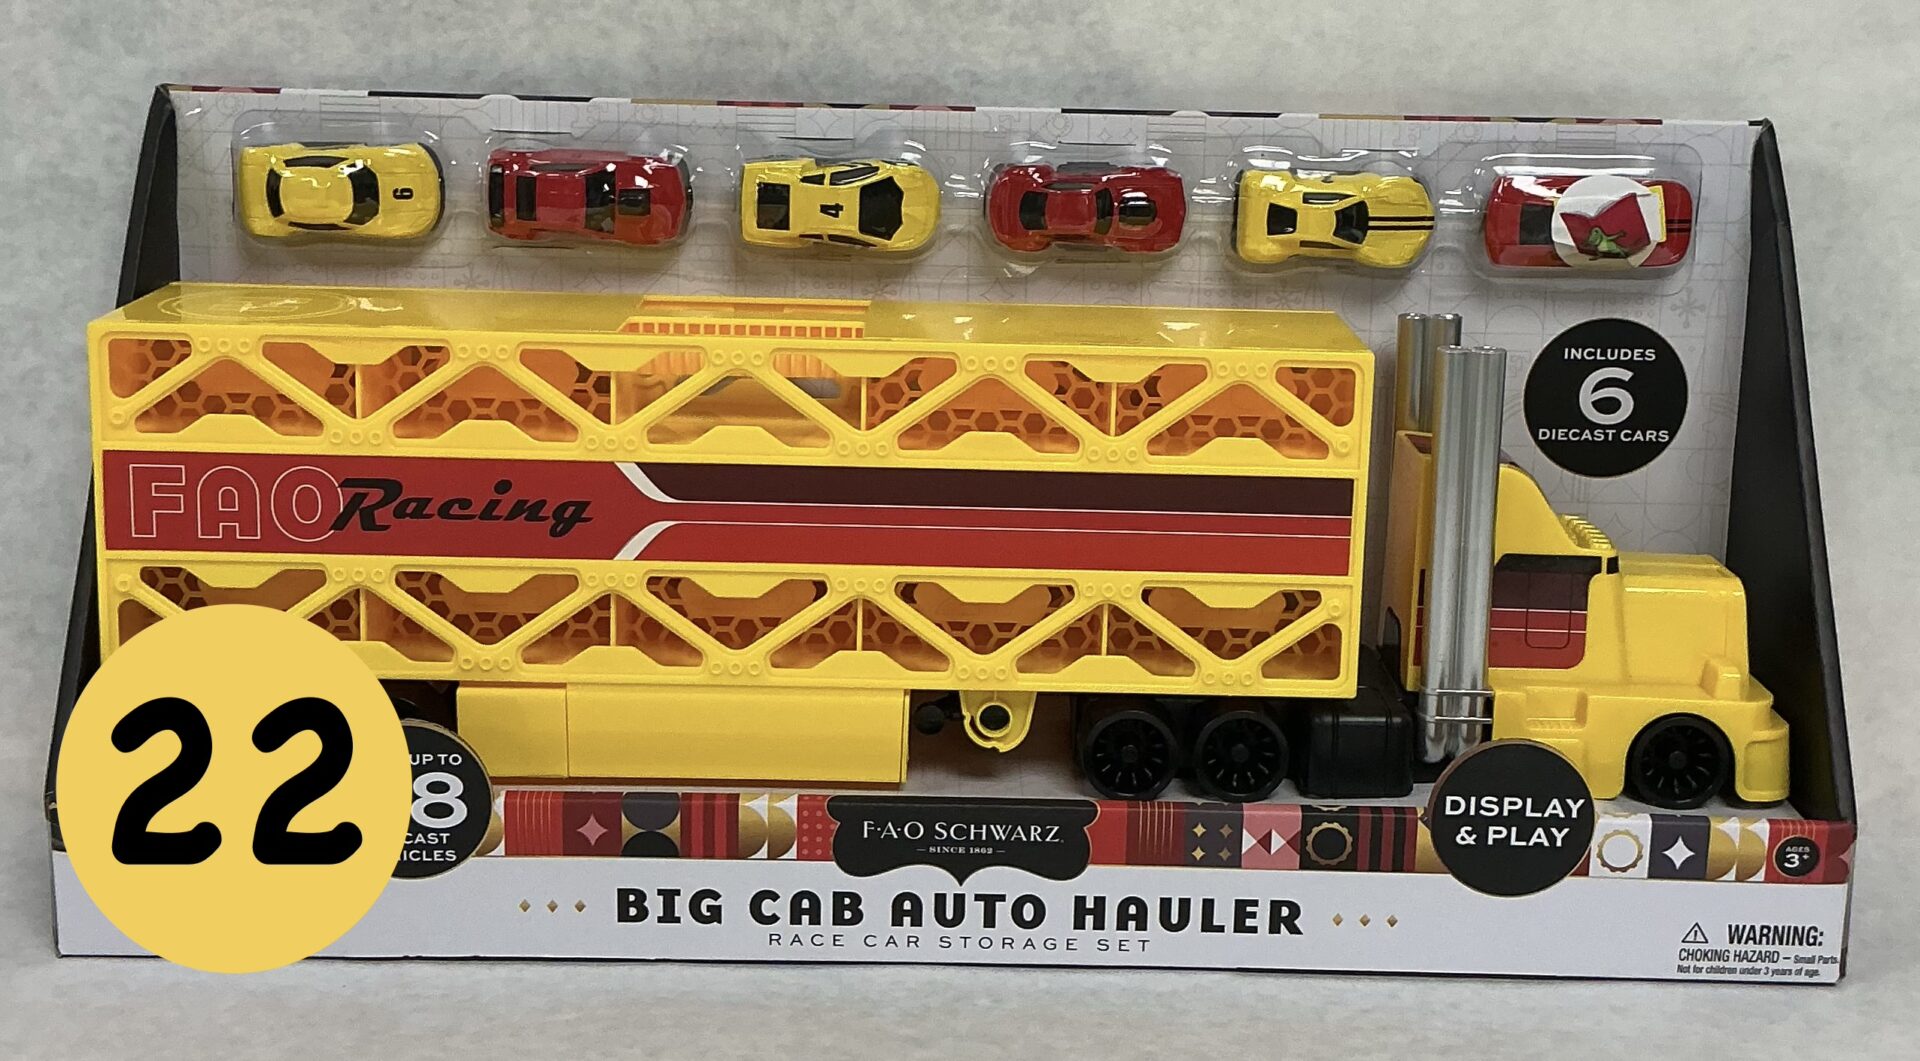 6
4
INCLUDES
6
DIECAST CARS
FAO Racing
22
UP TO
8
CAST
ICLES
F·A·O SCHWARZ
— SINCE 1862 —
DISPLAY
& PLAY
AGES
3+
BIG CAB AUTO HAULER
RACE CAR STORAGE SET
WARNING:
CHOKING HAZARD – Small Parts
Not for children under 3 years of age.